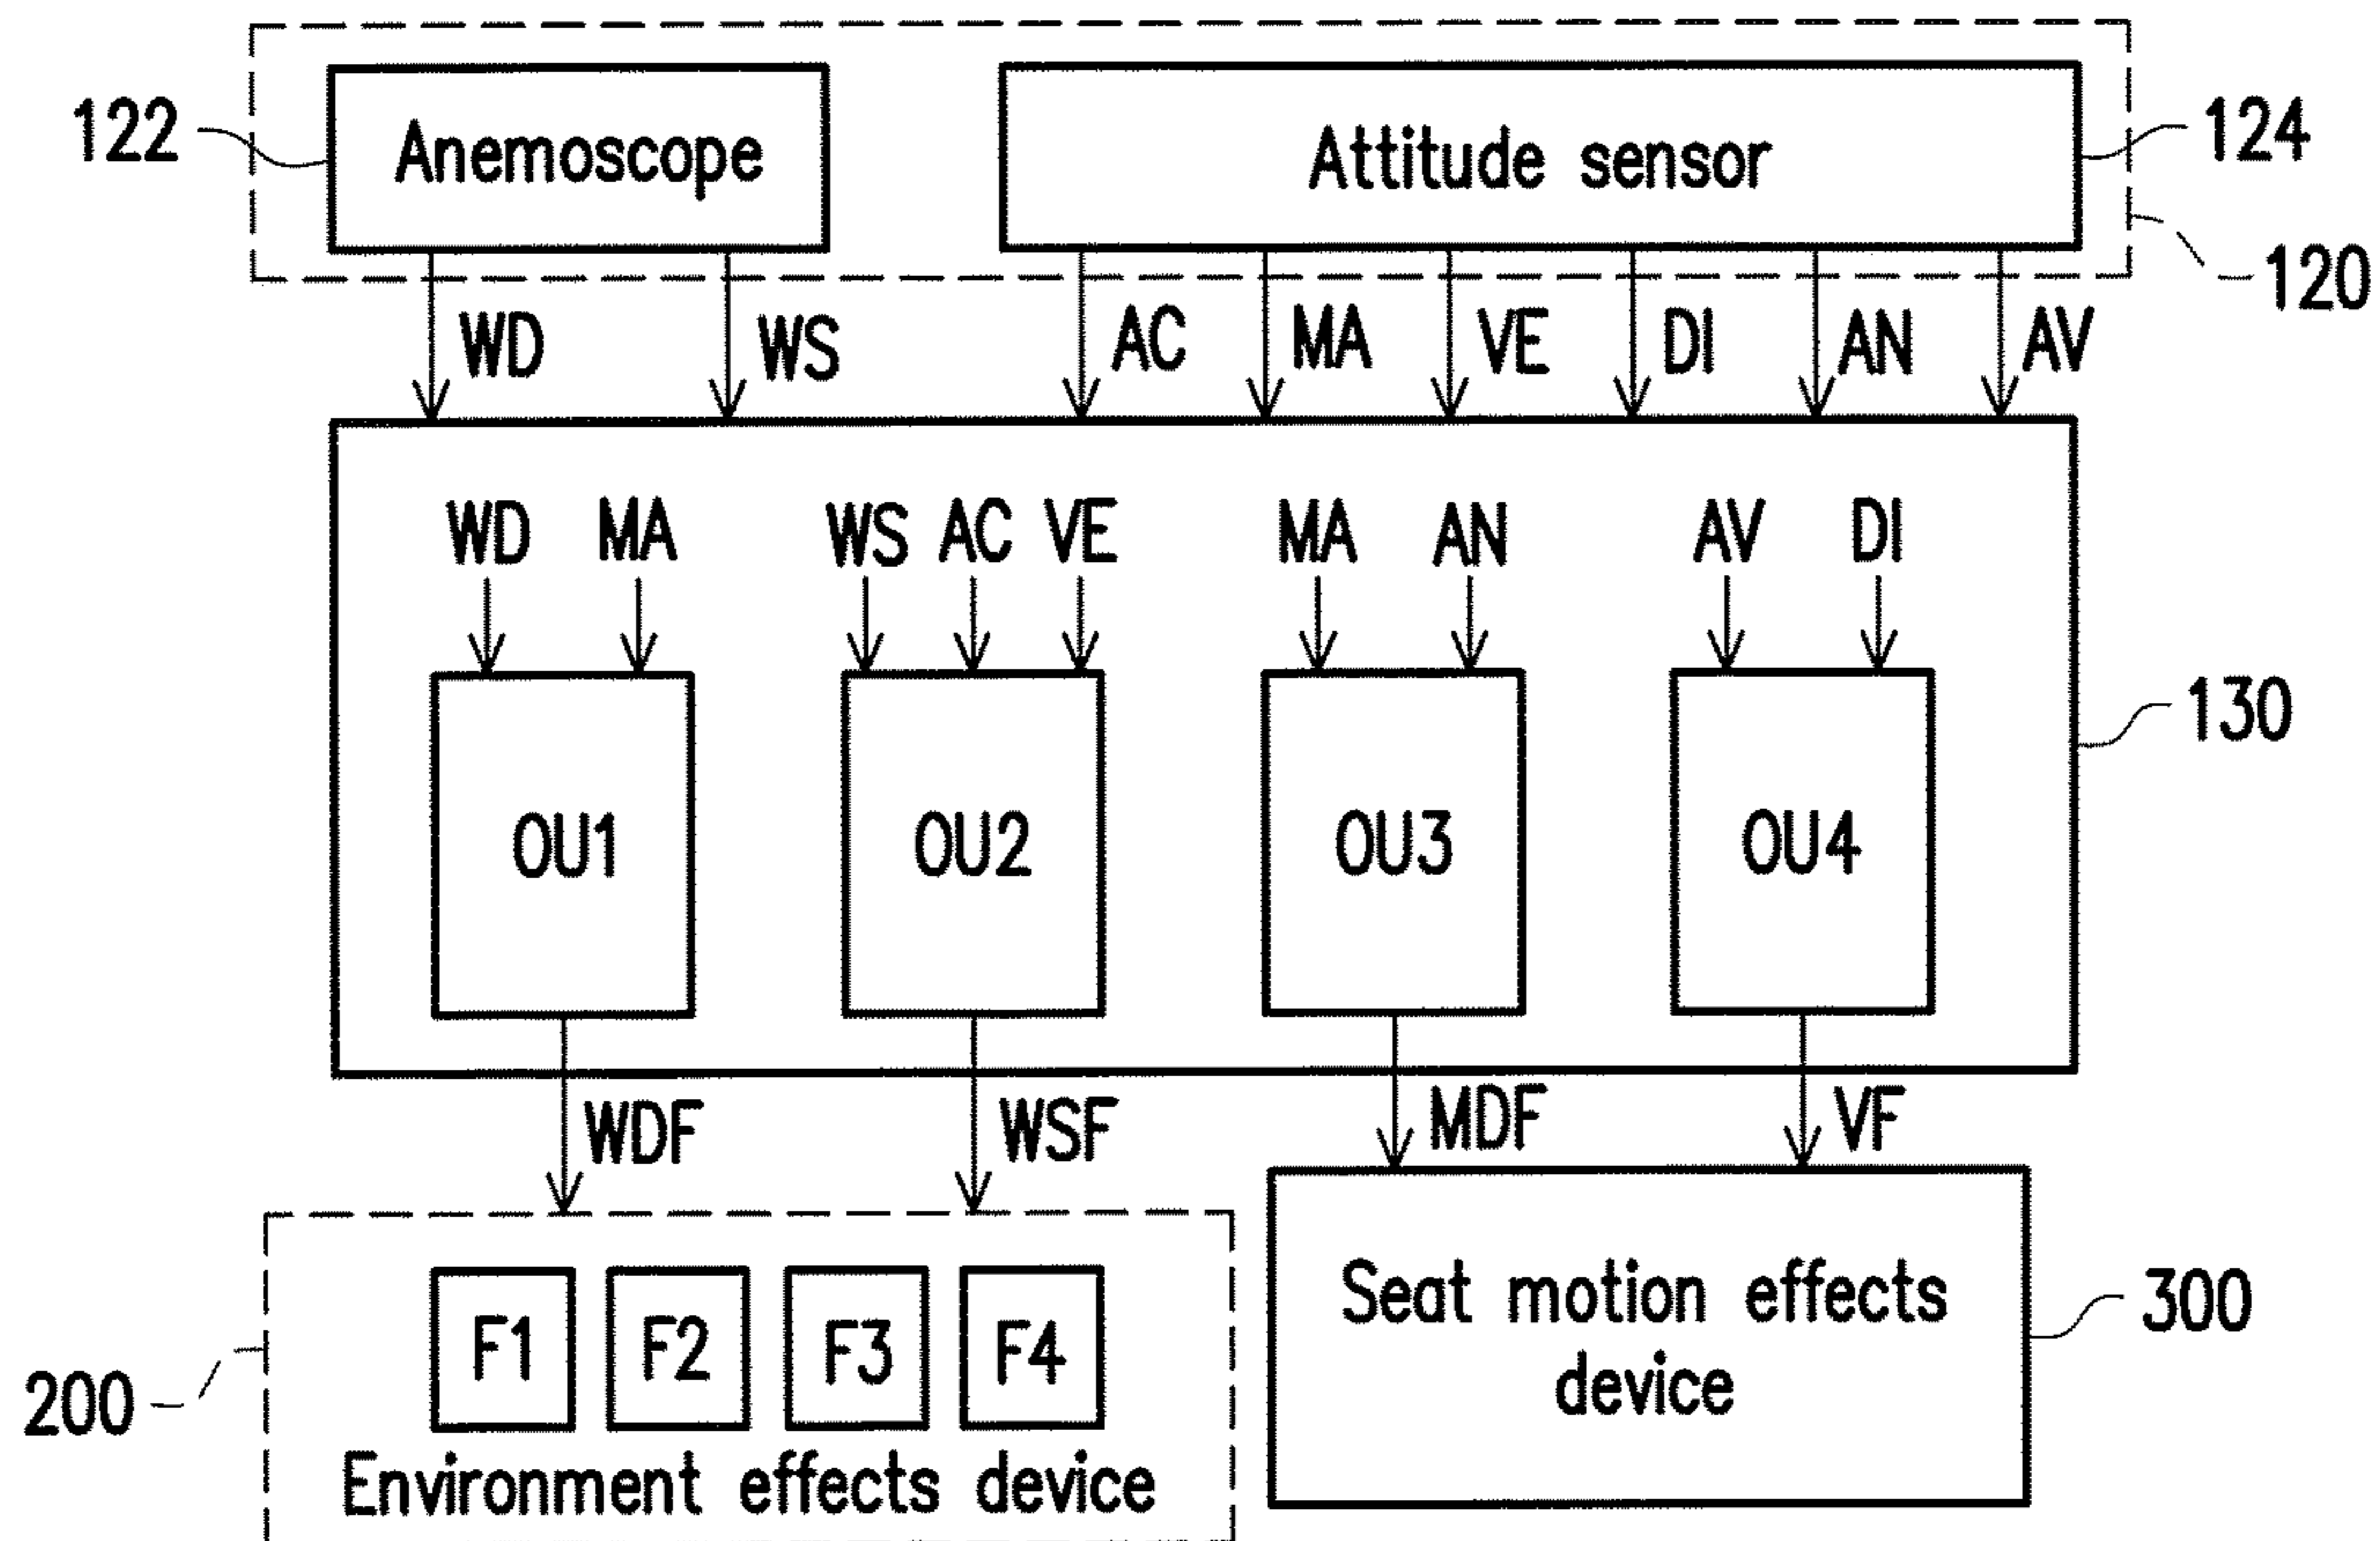 122
Anemoscope
Attitude sensor
124
120
WD WS AC MA VE DI AN AV
WD MA WS AC VE MA AN AV DI
130
OU1 OU2 OU3 OU4
WDF WSF MDF VF
F1 F2 F3 F4
Environment effects device
200
Seat motion effects
device
300